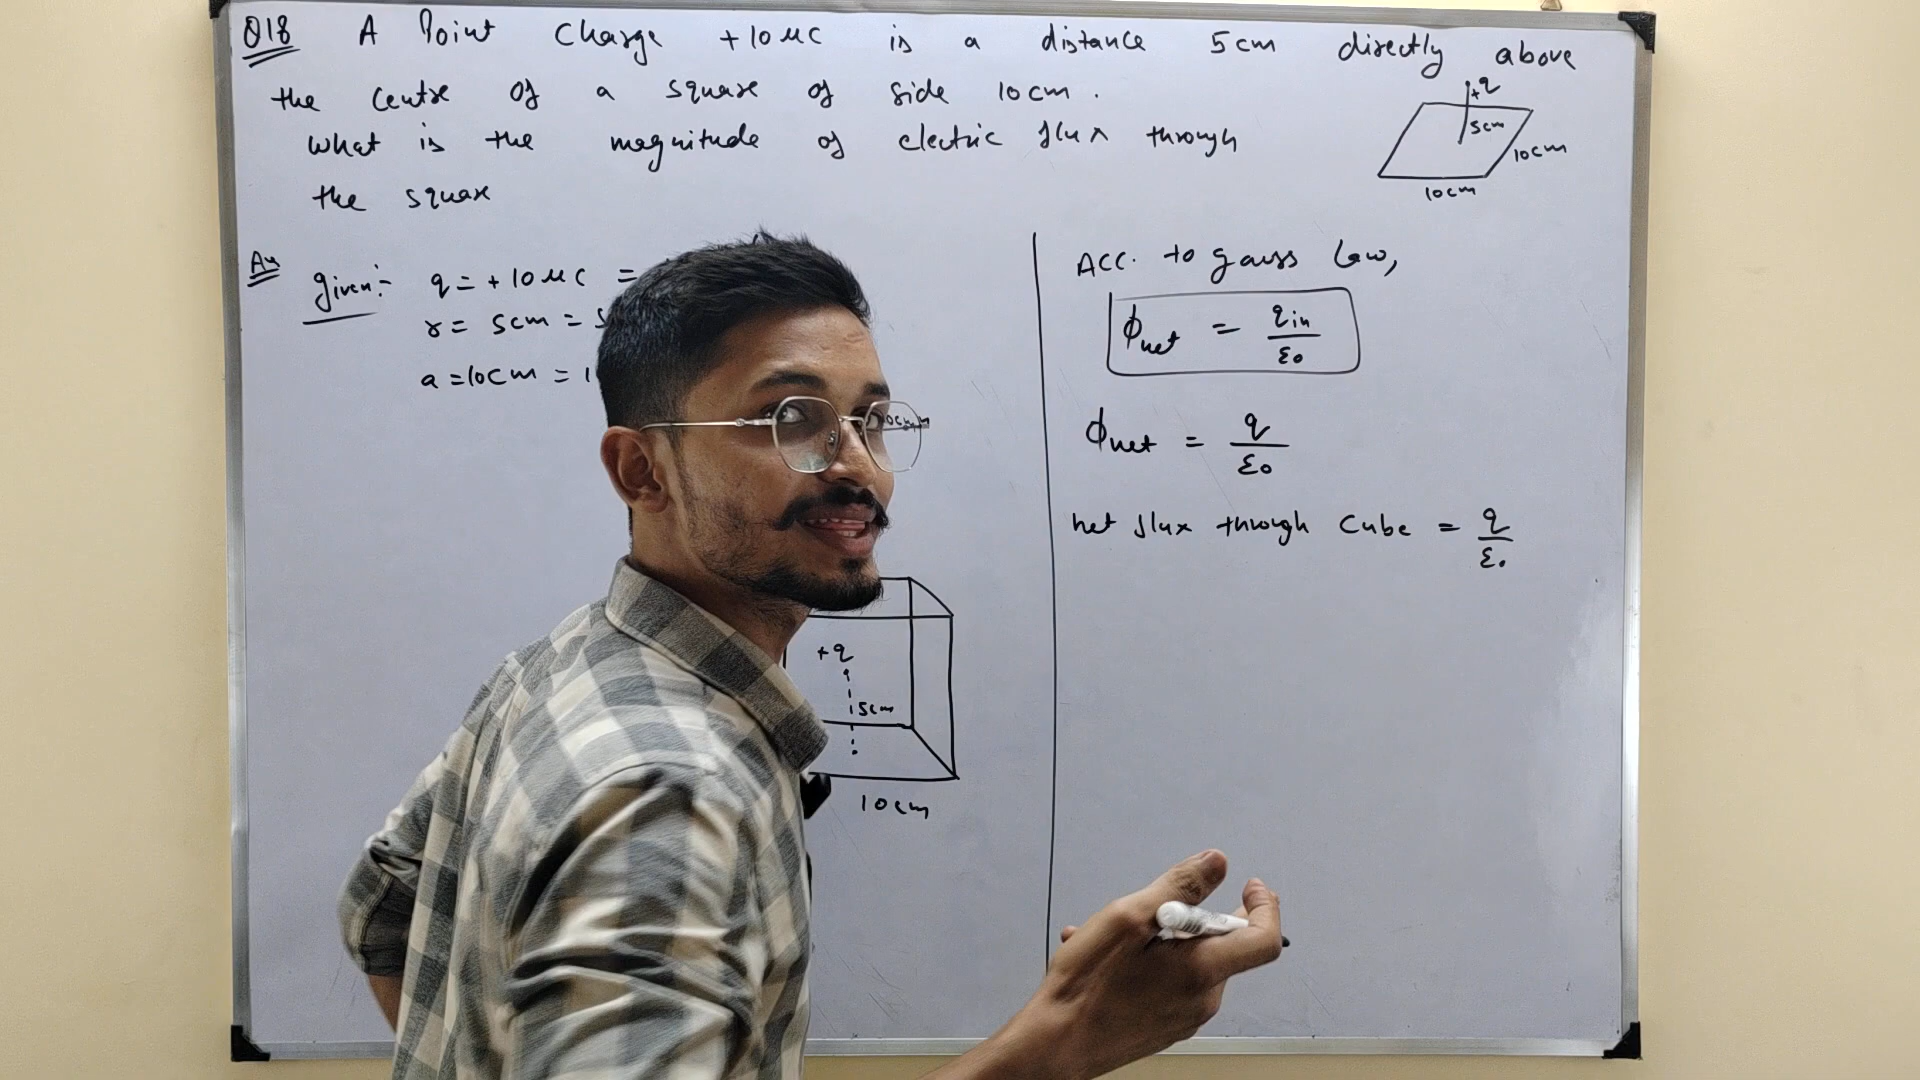 Q18 A Point Charge +10 μC is a distance 5cm directly above
the Centre of a square of side 10cm.
What is the magnitude of electric flux through
the square
+q
5cm
10cm
10cm
An
given:-
q = +10 μC =
r = 5cm = 5
a = 10cm = 1
+q
5cm
10cm
ACC. to gauss law,
ϕnet = qin/ε0
ϕnet = q/ε0
net flux through Cube = q/ε0